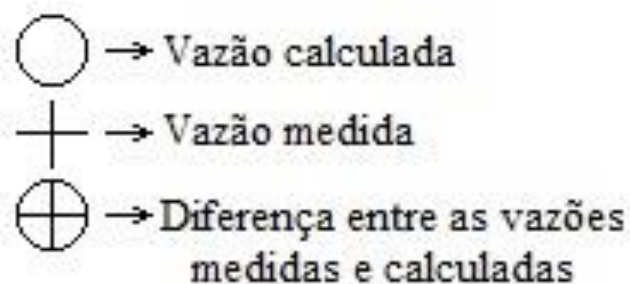 Vazão calculada
Vazão medida
Diferença entre as vazões
medidas e calculadas